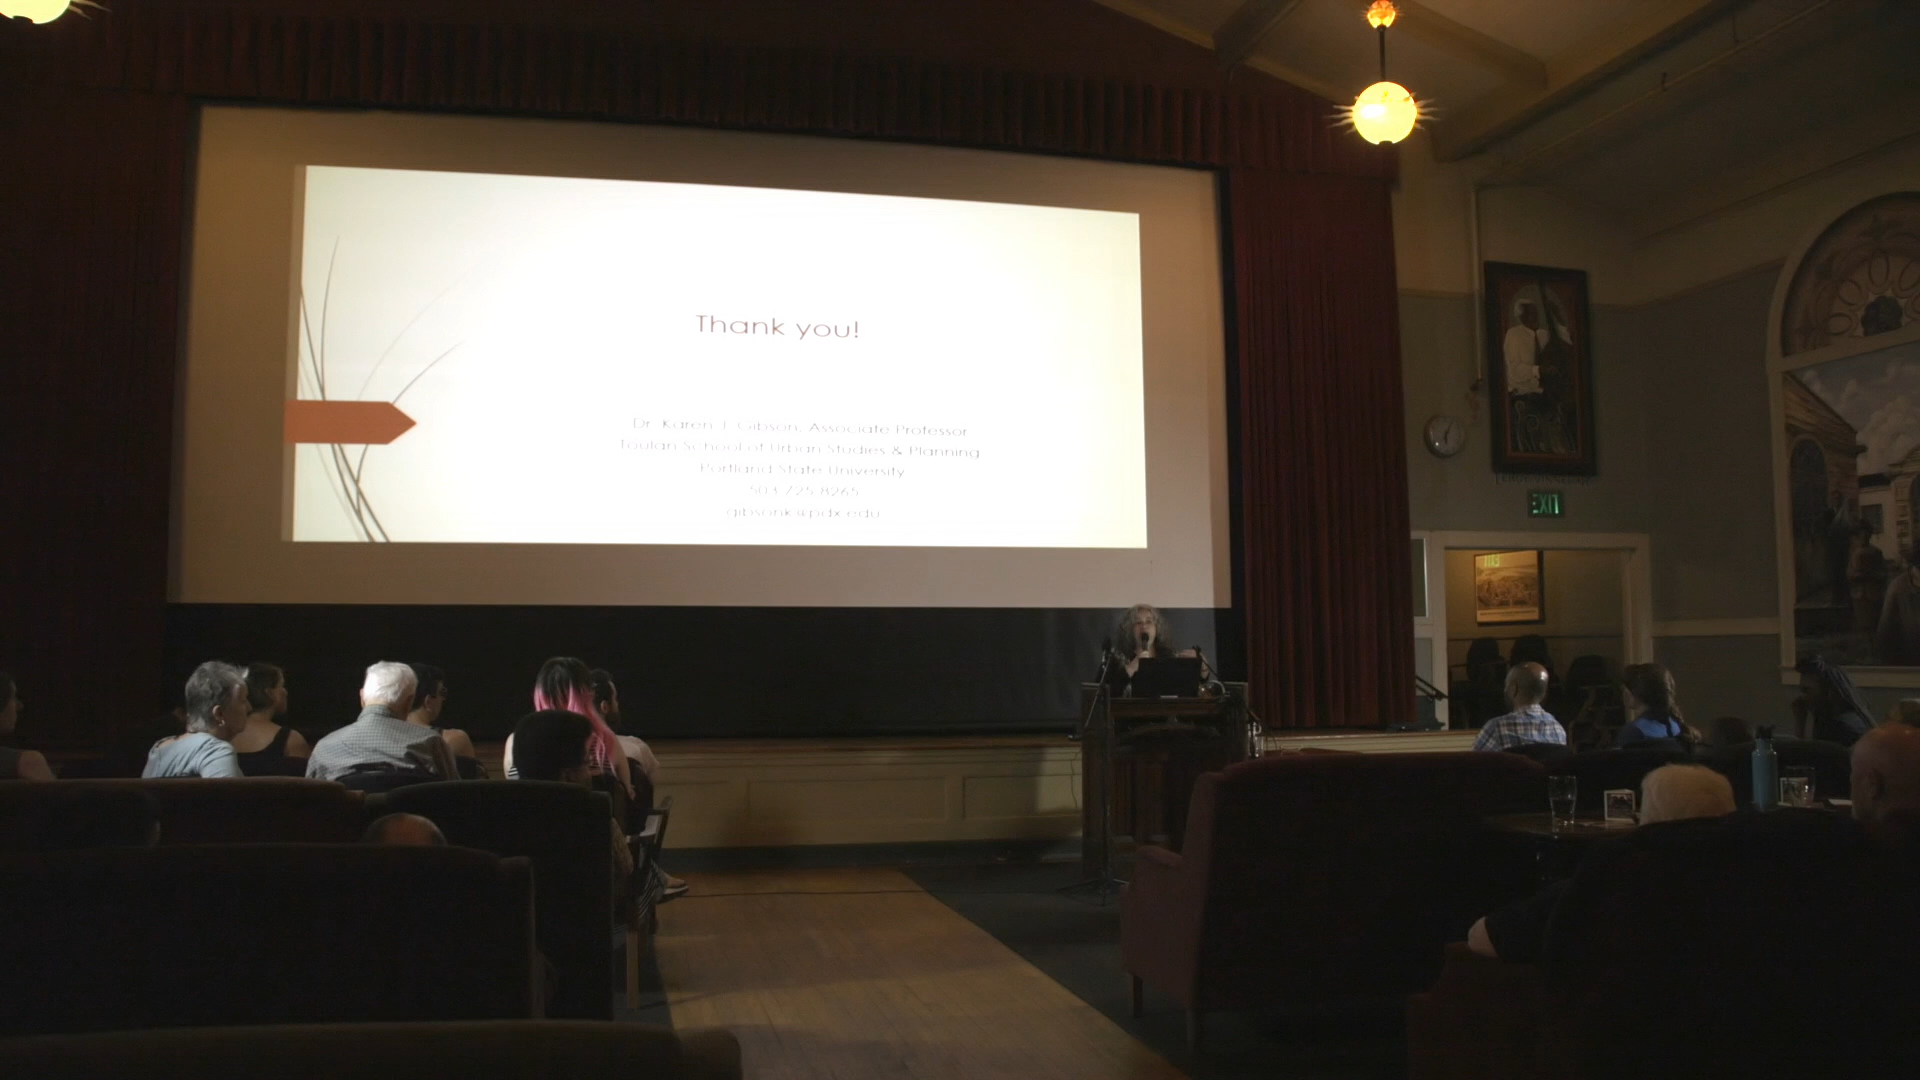 Thank you!
Dr. Karen J. Gibson, Associate Professor
Toulan School of Urban Studies & Planning
Portland State University
503.725.8265
gibsonk@pdx.edu
EXIT